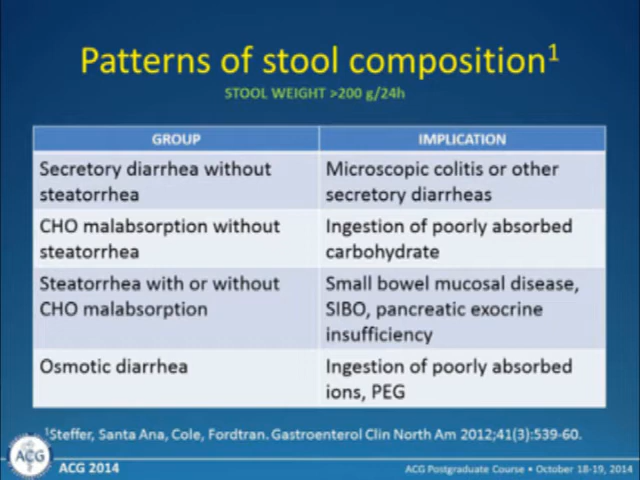 Patterns of stool composition¹
STOOL WEIGHT >200 g/24h
GROUP IMPLICATION
Secretory diarrhea without Microscopic colitis or other
steatorrhea secretory diarrheas
CHO malabsorption without Ingestion of poorly absorbed
steatorrhea carbohydrate
Steatorrhea with or without Small bowel mucosal disease,
CHO malabsorption SIBO, pancreatic exocrine
insufficiency
Osmotic diarrhea Ingestion of poorly absorbed
ions, PEG
¹Steffer, Santa Ana, Cole, Fordtran. Gastroenterol Clin North Am 2012;41(3):539-60.
ACG
ACG 2014 ACG Postgraduate Course • October 18-19, 2014